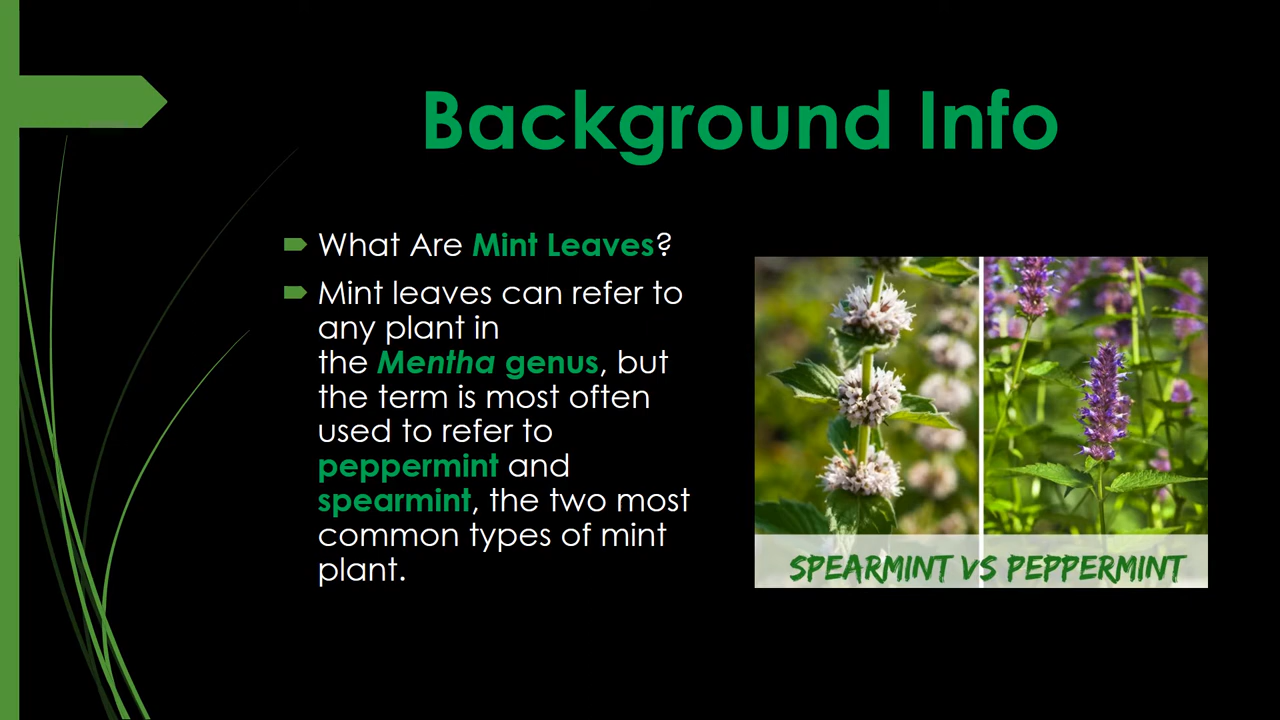 Background Info
What Are Mint Leaves?
Mint leaves can refer to
any plant in
the Mentha genus, but
the term is most often
used to refer to
peppermint and
spearmint, the two most
common types of mint
plant.
SPEARMINT VS PEPPERMINT